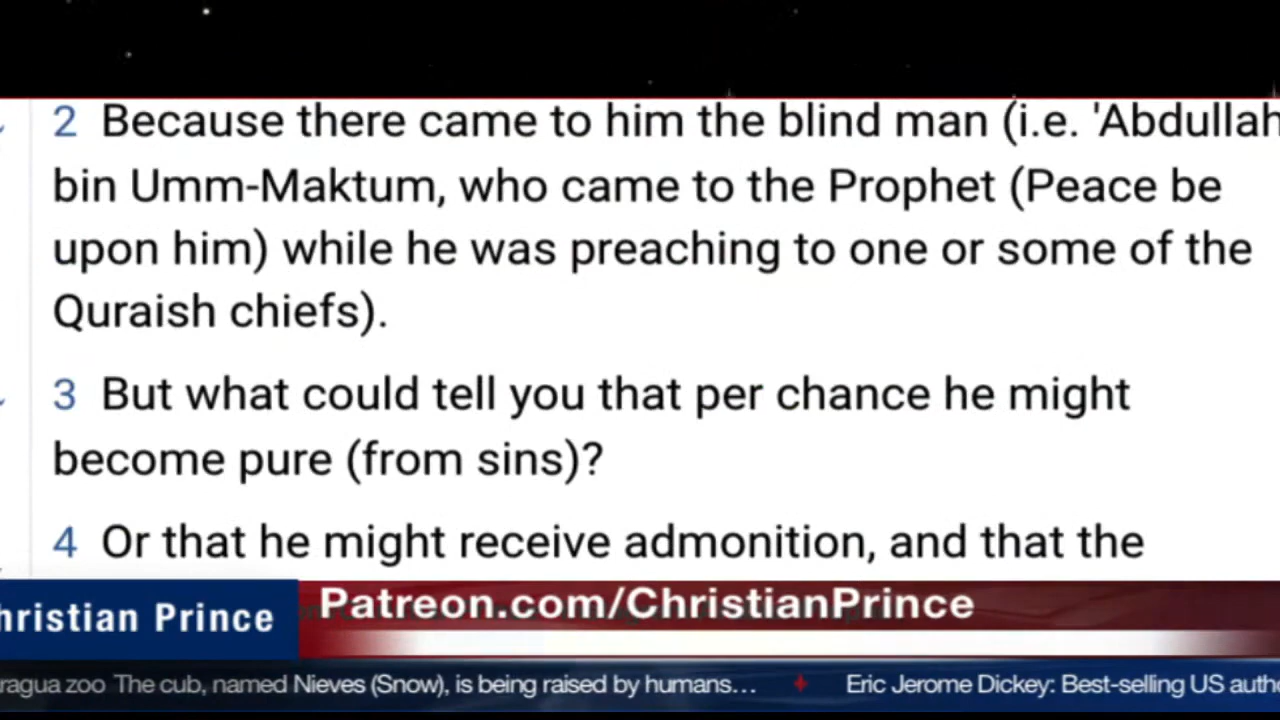 2 Because there came to him the blind man (i.e. 'Abdullah
bin Umm-Maktum, who came to the Prophet (Peace be
upon him) while he was preaching to one or some of the
Quraish chiefs).
3 But what could tell you that per chance he might
become pure (from sins)?
4 Or that he might receive admonition, and that the
hristian Prince
Patreon.com/ChristianPrince
ragua zoo The cub, named Nieves (Snow), is being raised by humans... Eric Jerome Dickey: Best-selling US autho